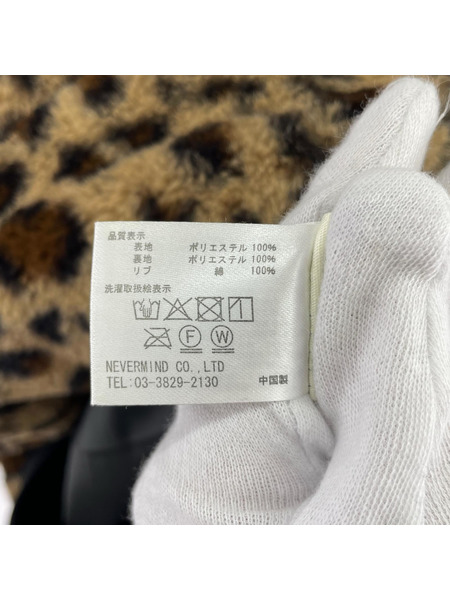 品質表示
表地 ポリエステル 100%
裏地 ポリエステル 100%
リブ 綿 100%
洗濯取扱絵表示
F W
NEVERMIND CO.,LTD
TEL:03-3829-2130 中国製